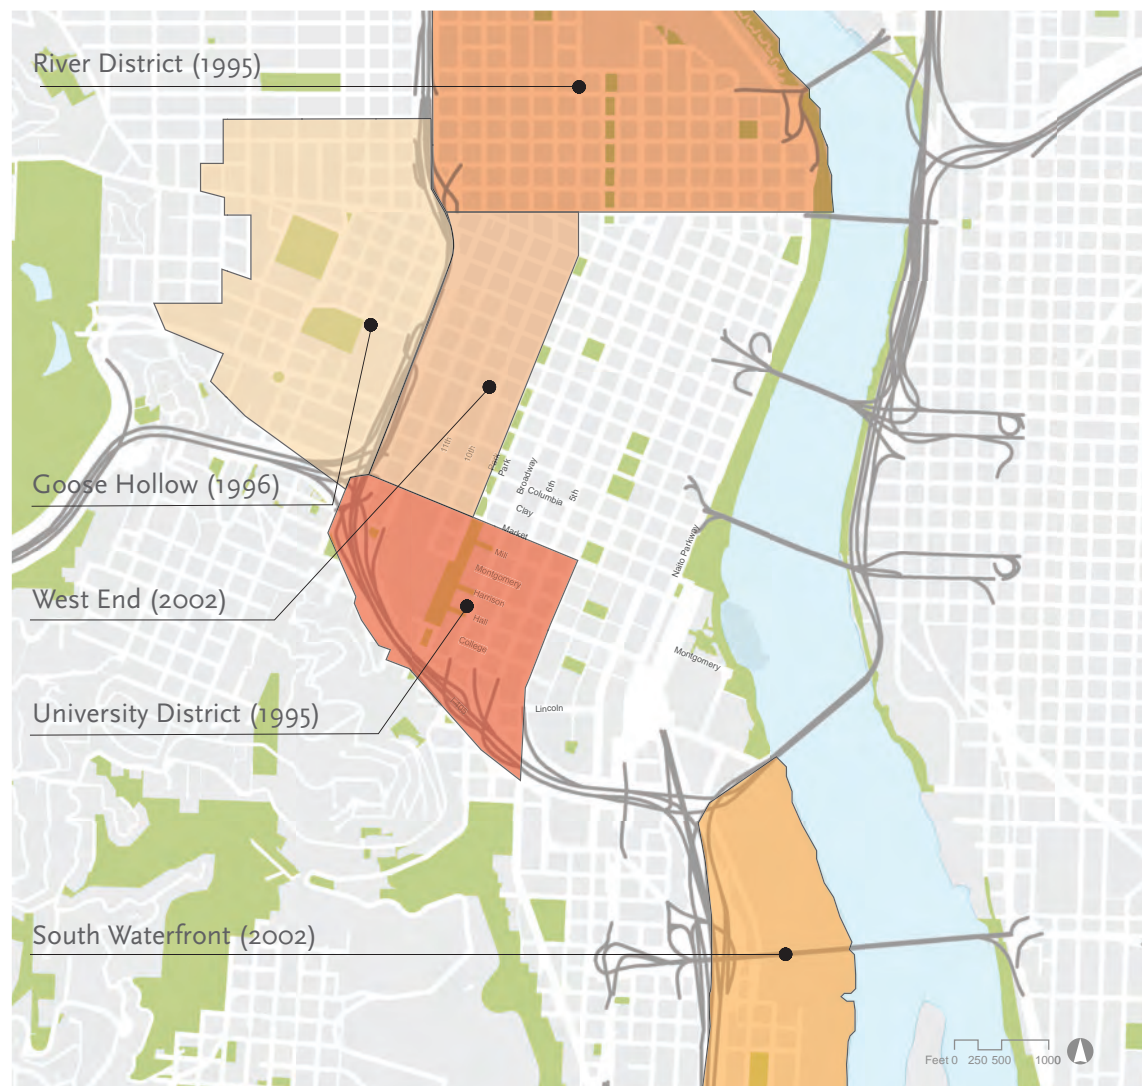 River District (1995)
Goose Hollow (1996)
West End (2002)
University District (1995)
South Waterfront (2002)
11th
10th
Park
Park
Broadway
6th
5th
Columbia
Clay
Market
Mill
Montgomery
Harrison
Hall
College
Naito Parkway
Montgomery
Lincoln
Feet 0 250 500 1000